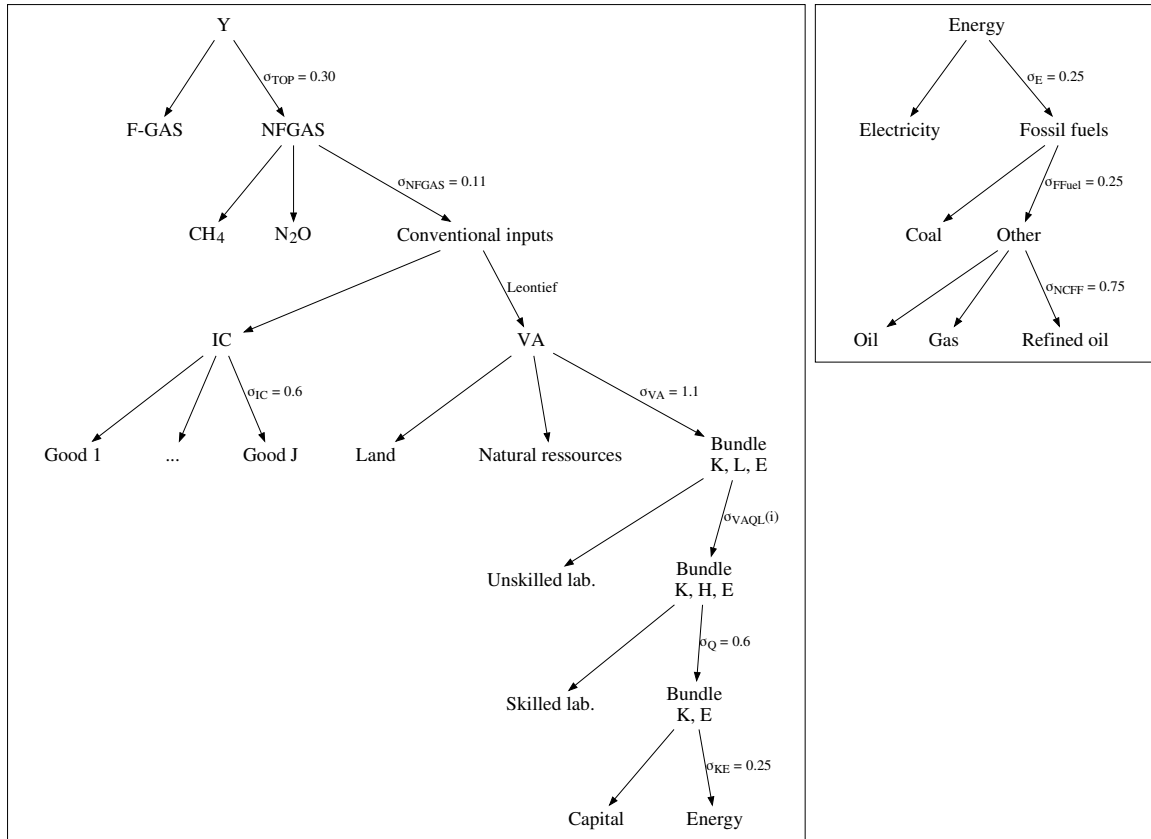 Y
σTOP = 0.30
F-GAS
NFGAS
σNFGAS = 0.11
CH4
N2O
Conventional inputs
Leontief
IC
VA
σIC = 0.6
σVA = 1.1
Good 1
...
Good J
Land
Natural ressources
Bundle
K, L, E
σVAQL(i)
Unskilled lab.
Bundle
K, H, E
σQ = 0.6
Skilled lab.
Bundle
K, E
σKE = 0.25
Capital
Energy
Energy
σE = 0.25
Electricity
Fossil fuels
σFFuel = 0.25
Coal
Other
σNCFF = 0.75
Oil
Gas
Refined oil